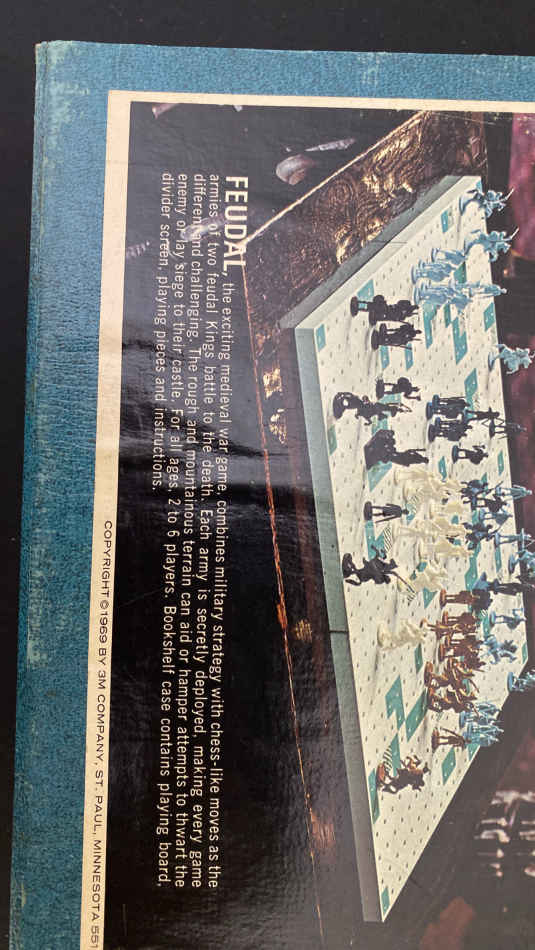 FEUDAL, the exciting medieval war game, combines military strategy with chess-like moves as the
armies of two feudal Kings battle to the death. Each army is secretly deployed, making every game
different and challenging. The rough and mountainous terrain can aid or hamper attempts to thwart the
enemy or lay siege to their castle. For all ages, 2 to 6 players. Bookshelf case contains playing board,
divider screen, playing pieces and instructions.
COPYRIGHT © 1969 BY 3M COMPANY, ST. PAUL, MINNESOTA 551